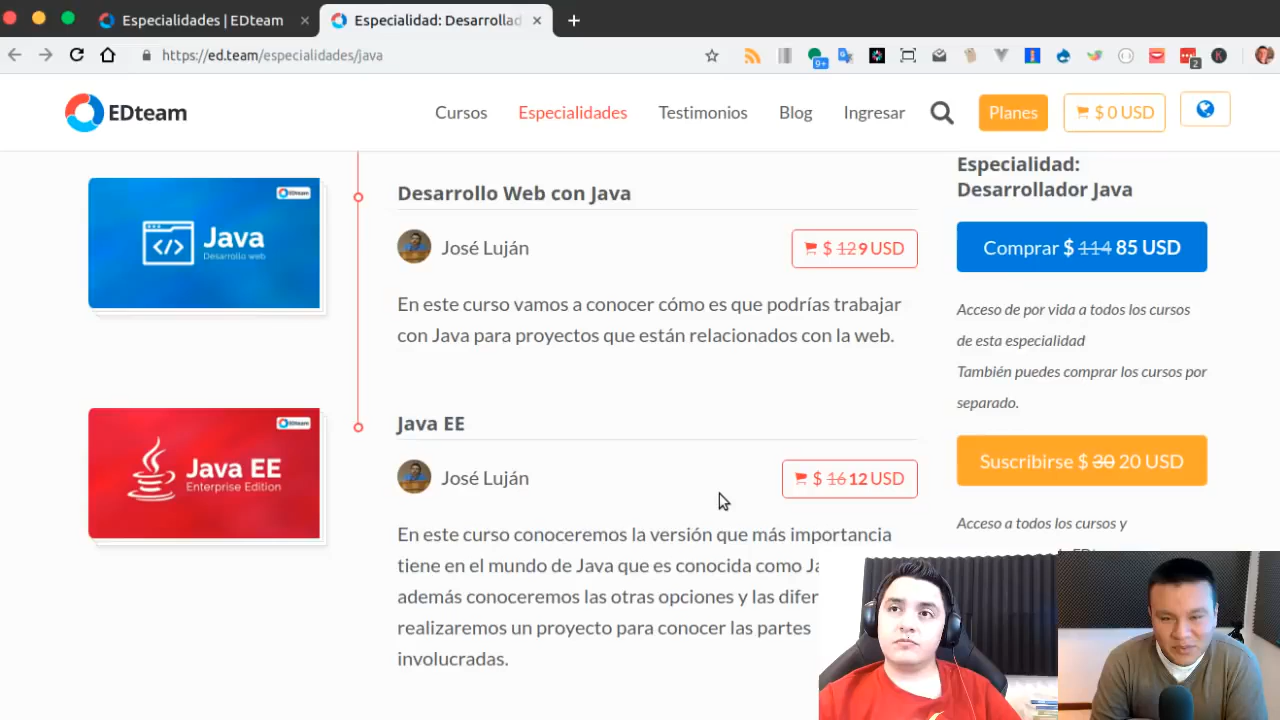 Especialidades | EDteam
Especialidad: Desarrollad
https://ed.team/especialidades/java
9+
2
EDteam
Cursos
Especialidades
Testimonios
Blog
Ingresar
Planes
$ 0 USD
EDteam
Java
Desarrollo web
Desarrollo Web con Java
José Luján
$ 12 9 USD
En este curso vamos a conocer cómo es que podrías trabajar
con Java para proyectos que están relacionados con la web.
EDteam
Java EE
Enterprise Edition
Java EE
José Luján
$ 16 12 USD
En este curso conoceremos la versión que más importancia
tiene en el mundo de Java que es conocida como
además conoceremos las otras opciones y las
realizaremos un proyecto para conocer las partes
involucradas.
Especialidad:
Desarrollador Java
Comprar $ 114 85 USD
Acceso de por vida a todos los cursos
de esta especialidad
También puedes comprar los cursos por
separado.
Suscribirse $ 30 20 USD
Acceso a todos los cursos y